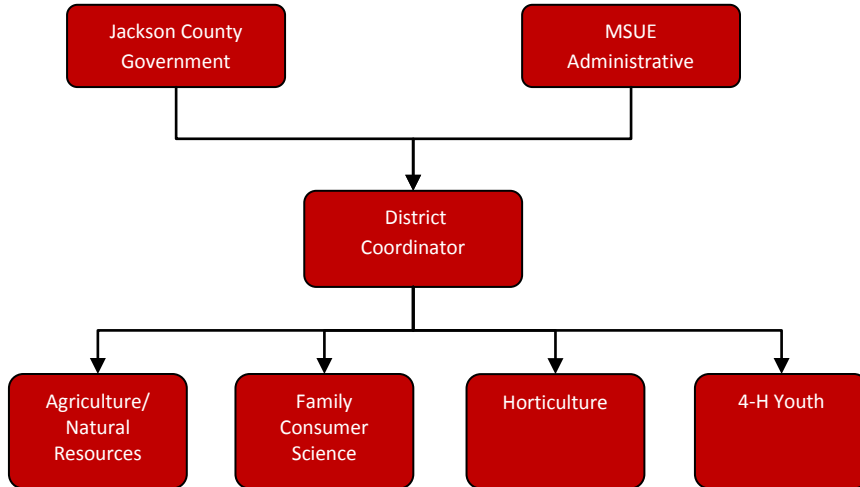 Jackson County
Government
MSUE
Administrative
District
Coordinator
Agriculture/
Natural
Resources
Family
Consumer
Science
Horticulture
4-H Youth